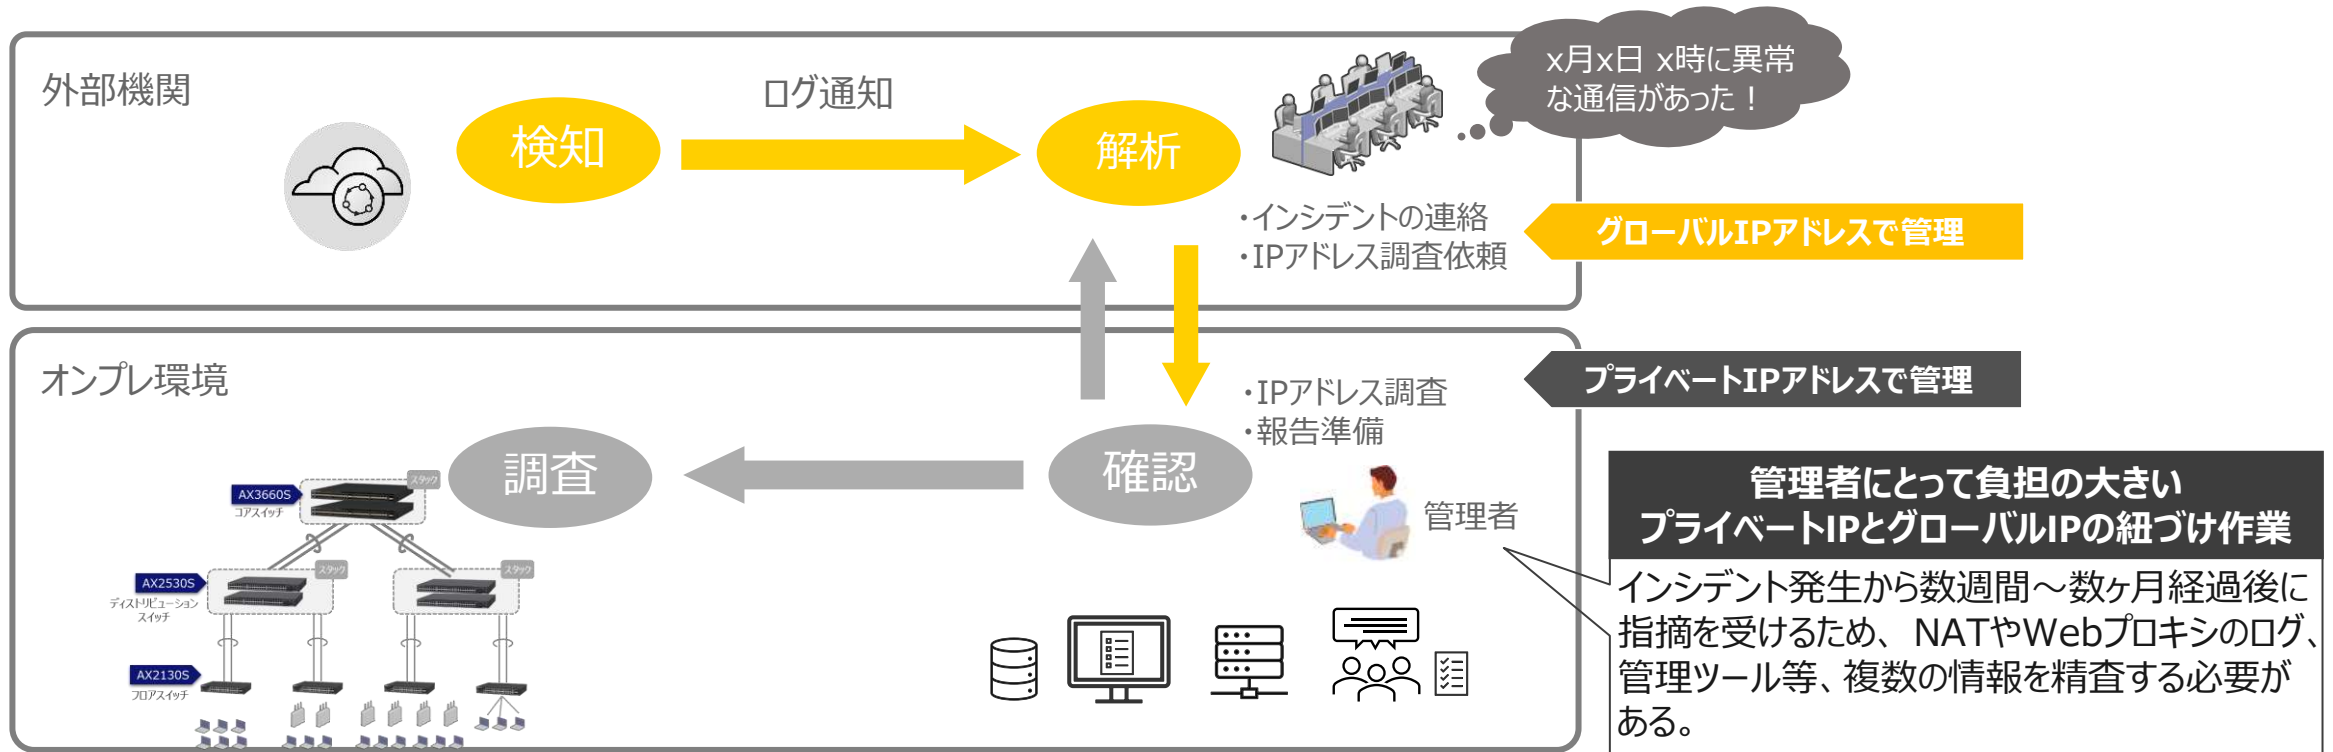 外部機関
検知
ログ通知
解析
x月x日 x時に異常
な通信があった！
・インシデントの連絡
・IPアドレス調査依頼
グローバルIPアドレスで管理
オンプレ環境
プライベートIPアドレスで管理
・IPアドレス調査
・報告準備
調査
確認
管理者
AX3660S
コアスイッチ
スタック
AX2530S
ディストリビューション
スイッチ
スタック
スタック
AX2130S
フロアスイッチ
管理者にとって負担の大きい
プライベートIPとグローバルIPの紐づけ作業
インシデント発生から数週間～数ヶ月経過後に
指摘を受けるため、NATやWebプロキシのログ、
管理ツール等、複数の情報を精査する必要が
ある。